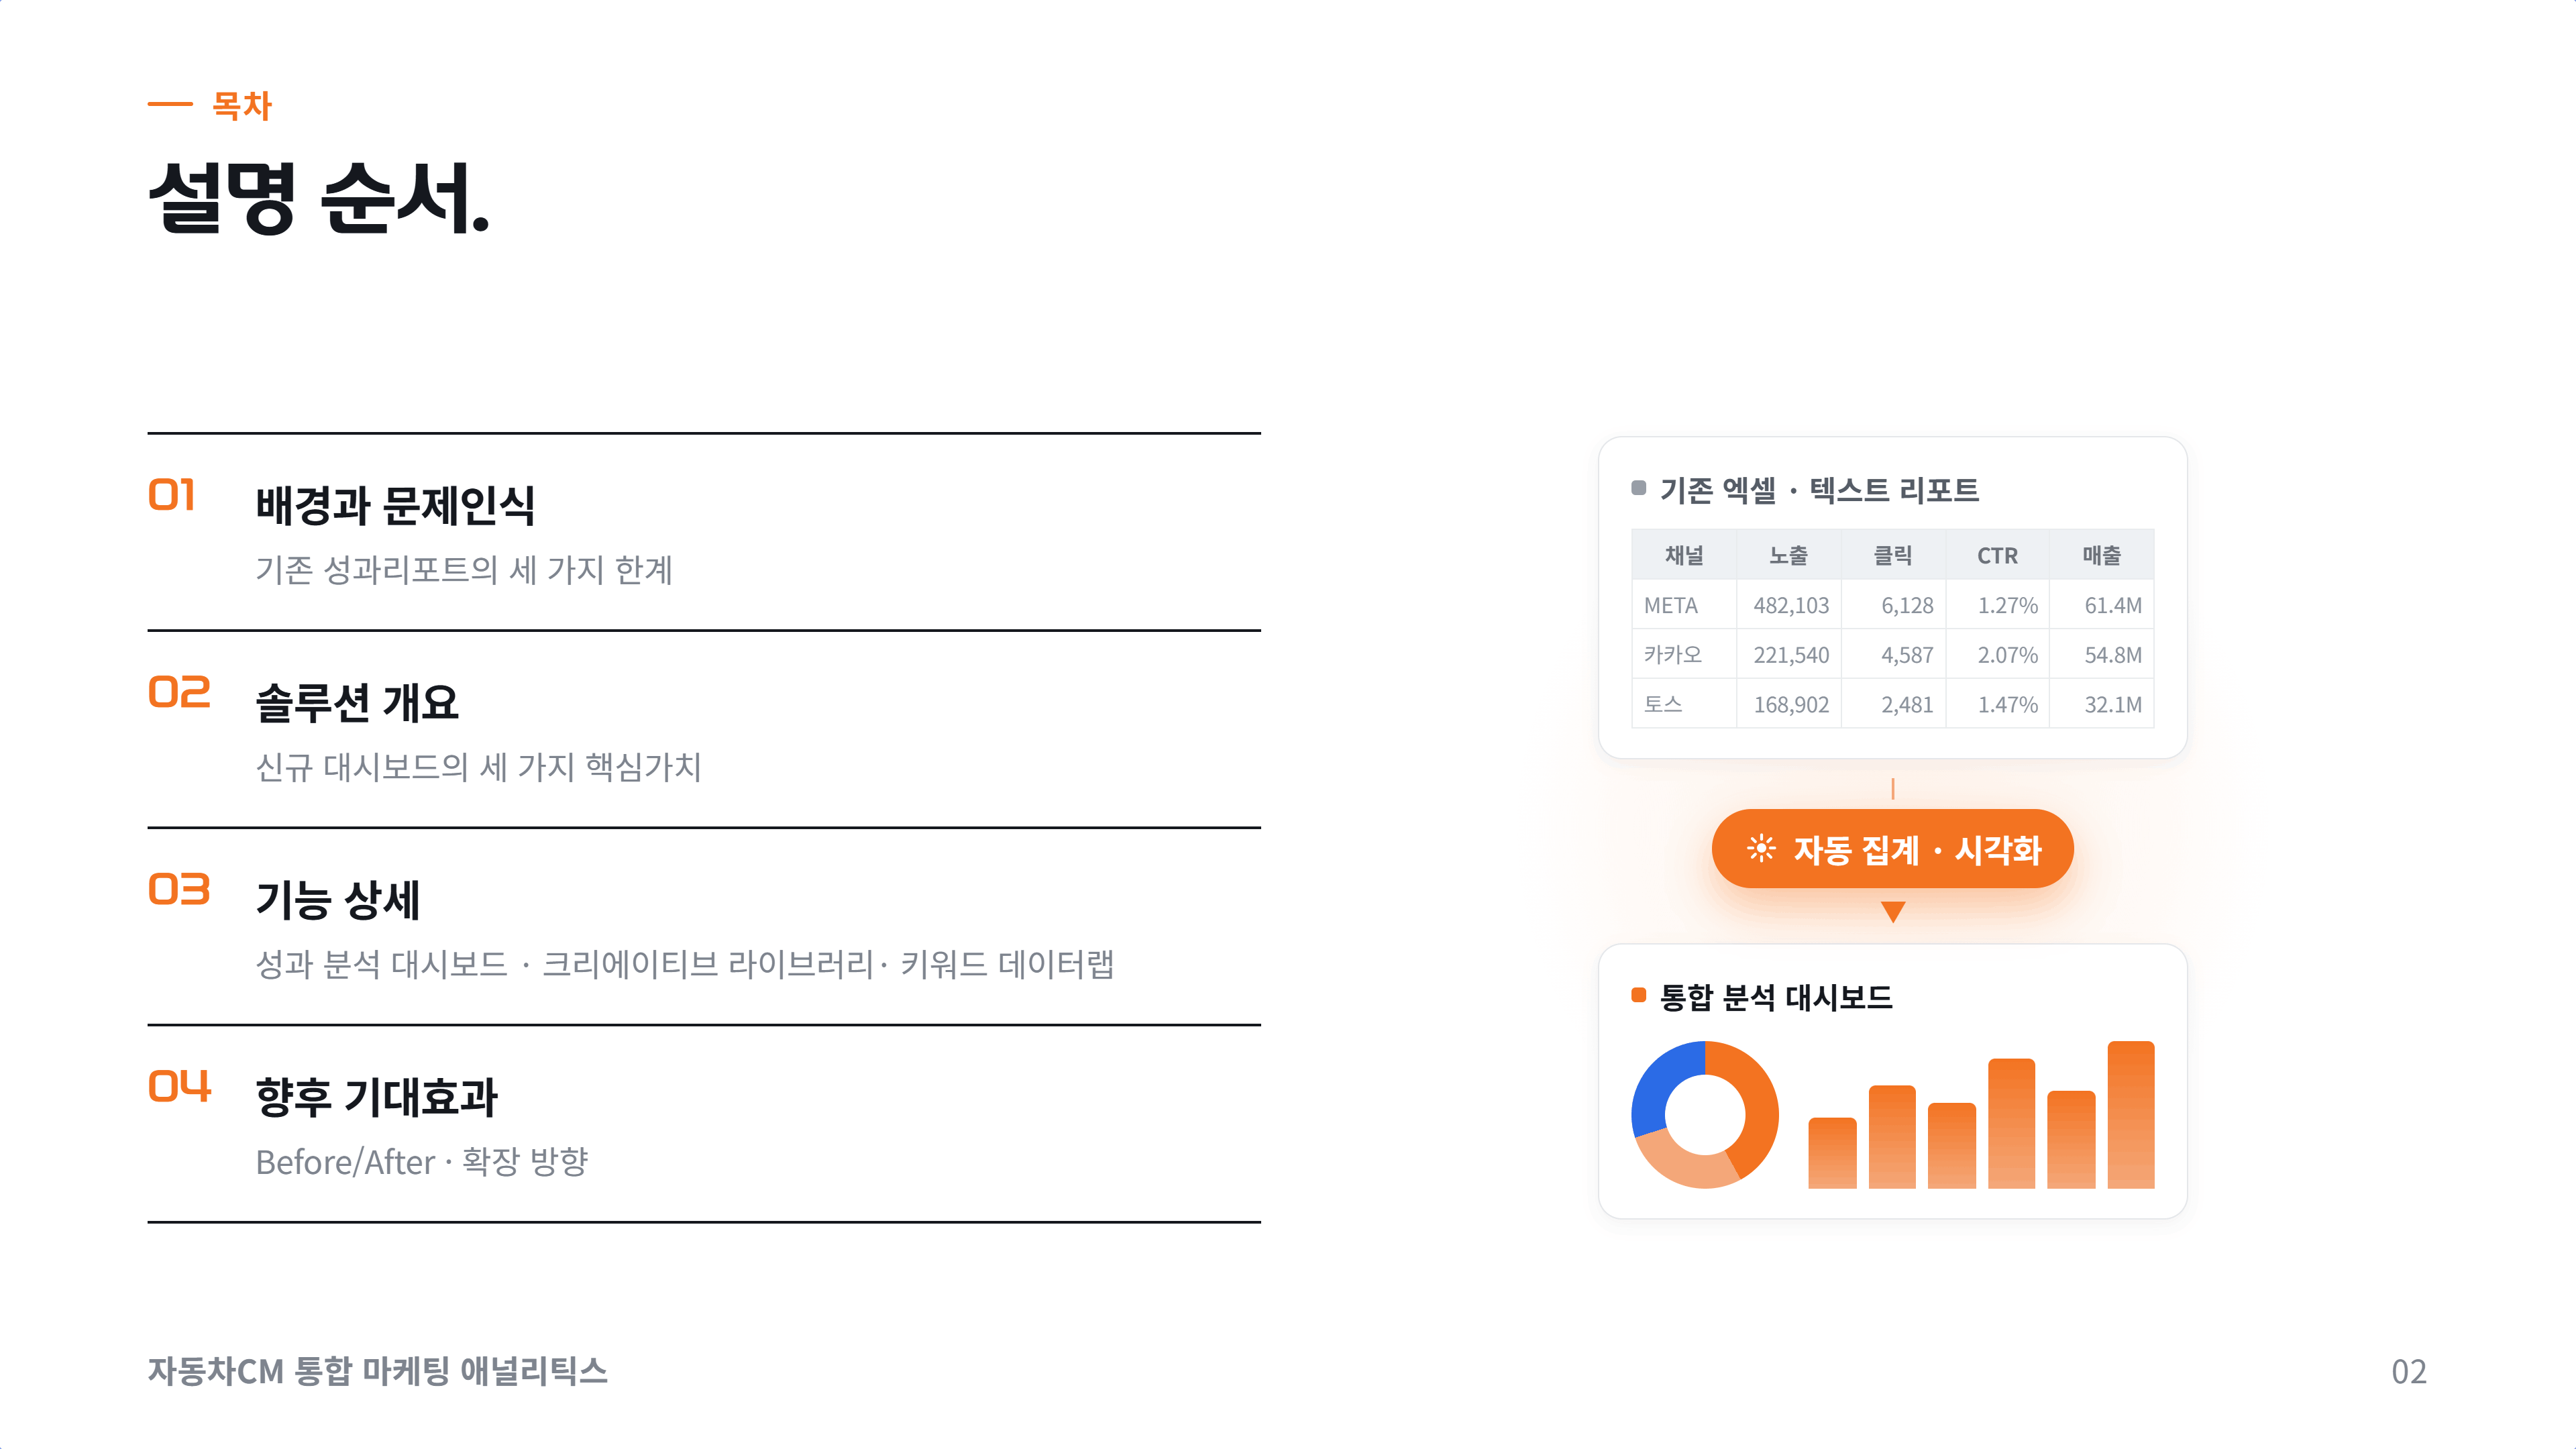 목차
설명 순서.
01
배경과 문제인식
기존 성과리포트의 세 가지 한계
02
솔루션 개요
신규 대시보드의 세 가지 핵심가치
03
기능 상세
성과 분석 대시보드 · 크리에이티브 라이브러리· 키워드 데이터랩
04
향후 기대효과
Before/After · 확장 방향
기존 엑셀 · 텍스트 리포트
채널 노출 클릭 CTR 매출
META 482,103 6,128 1.27% 61.4M
카카오 221,540 4,587 2.07% 54.8M
토스 168,902 2,481 1.47% 32.1M
자동 집계 · 시각화
통합 분석 대시보드
자동차CM 통합 마케팅 애널리틱스
02